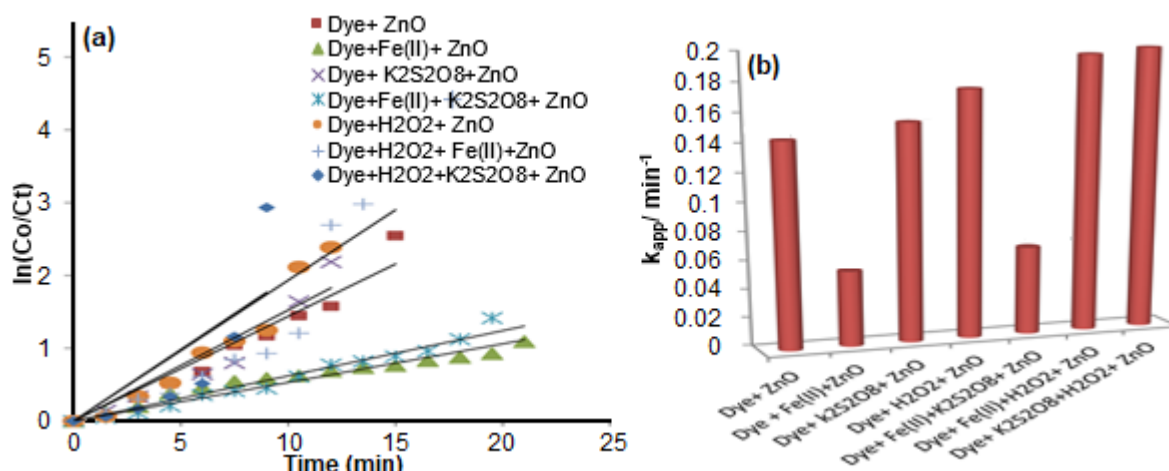 (a)
Dye+ ZnO
Dye+Fe(II)+ ZnO
Dye+ K2S2O8+ZnO
Dye+Fe(II)+ K2S2O8+ ZnO
Dye+H2O2+ ZnO
Dye+H2O2+ Fe(II)+ZnO
Dye+H2O2+K2S2O8+ ZnO
ln(Co/Ct)
5
4
3
2
1
0
0 5 10 15 20 25
Time (min)
(b)
kapp/ min-1
0.2
0.18
0.16
0.14
0.12
0.1
0.08
0.06
0.04
0.02
0
Dye+ ZnO
Dye + Fe(II)+ZnO
Dye+ K2S2O8+ ZnO
Dye+ H2O2+ ZnO
Dye+ Fe(II)+K2S2O8+ ZnO
Dye+ Fe(II)+H2O2+ ZnO
Dye+ K2S2O8+H2O2+ ZnO